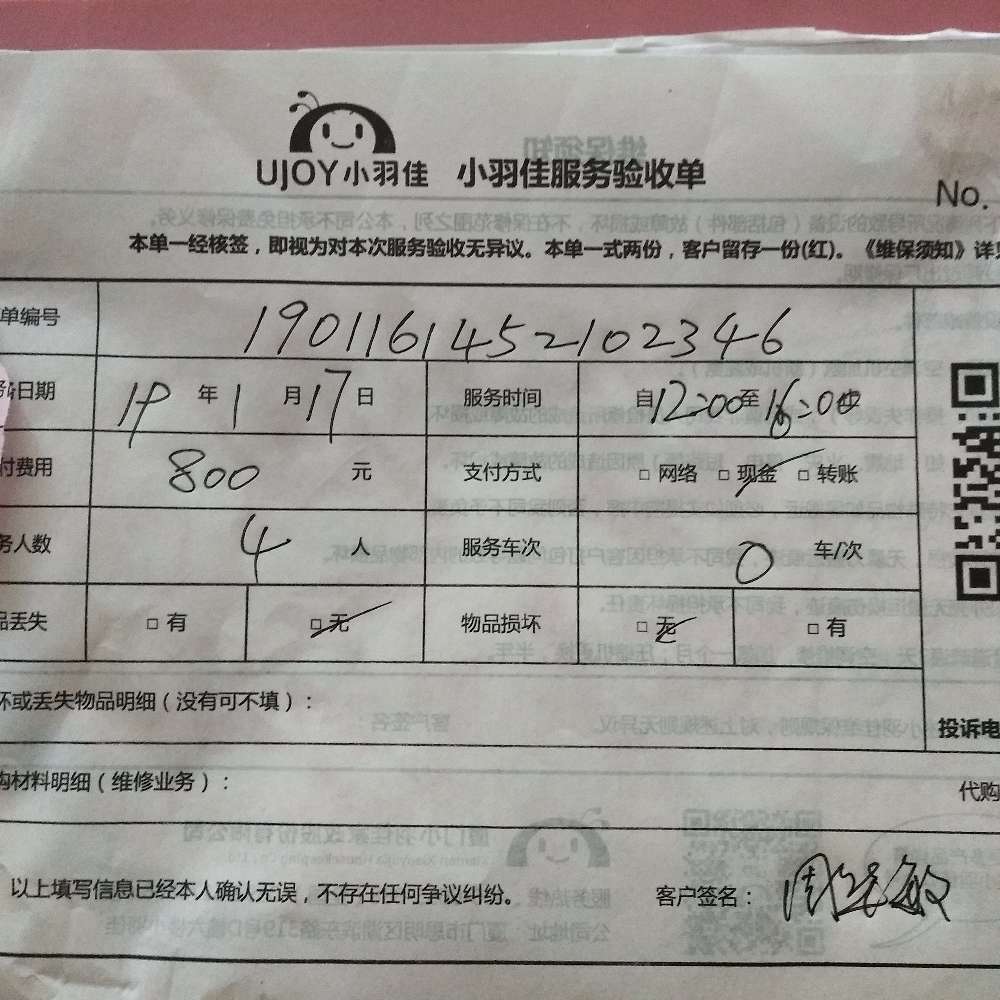 UJOY小羽佳 小羽佳服务验收单
No.
本单一经核签，即视为对本次服务验收无异议。本单一式两份，客户留存一份(红)。《维保须知》详
单编号 1901161452102346
日期 19 年 1 月 17 日 服务时间 自 12:00 至 16:00
付费用 800 元 支付方式 □ 网络 □ 现金 □ 转账
务人数 4 人 服务车次 0 车/次
品丢失 □ 有 □ 无 物品损坏 □ 无 □ 有
坏或丢失物品明细（没有可不填）：
投诉电
购材料明细（维修业务）：
代购
以上填写信息已经本人确认无误，不存在任何争议纠纷。 客户签名：